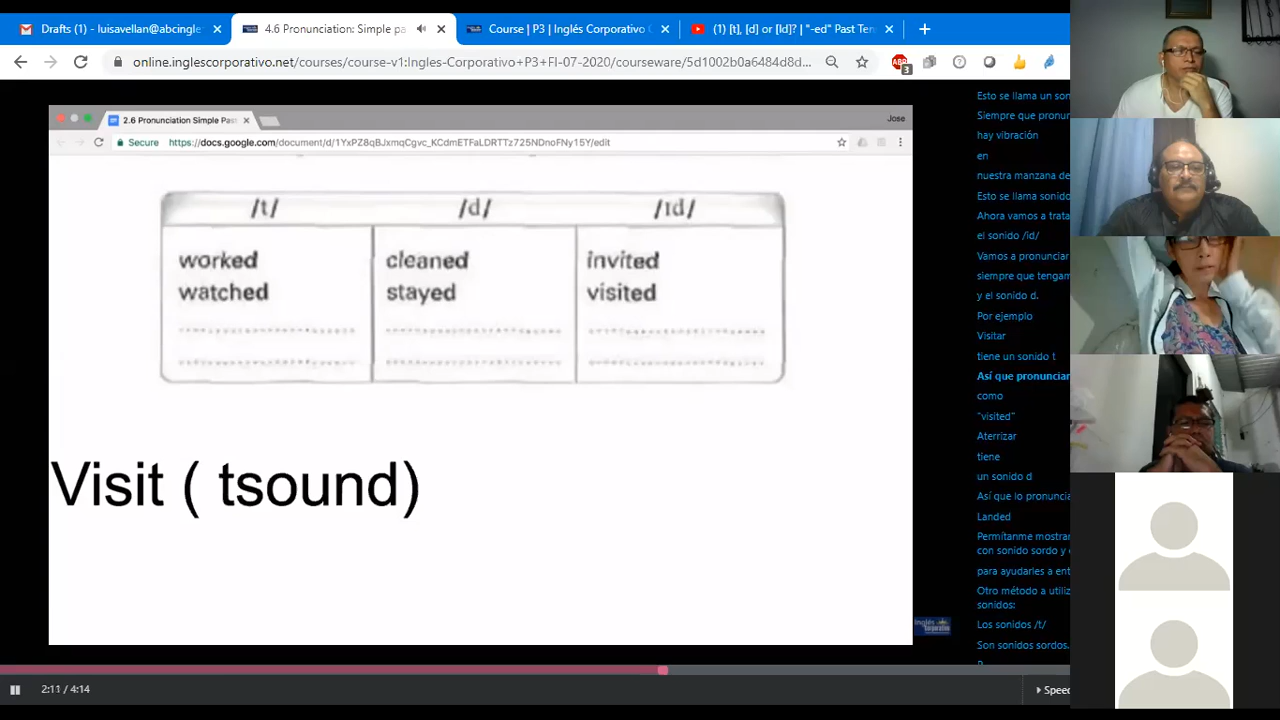 Drafts (1) - luisavellan@abcingle
4.6 Pronunciation: Simple pa
Course | P3 | Inglés Corporativo
(1) [t], [d] or [Id]? | "-ed" Past Ten
online.inglescorporativo.net/courses/course-v1:Ingles-Corporativo+P3+FI-07-2020/courseware/5d1002b0a6484d8d...
ABP
3
2.6 Pronunciation Simple Pas
Jose
Secure
https://docs.google.com/document/d/1YxPZ8qBJxmqCgvc_KCdmETFaLDRTTz725NDnoFNy15Y/edit
/t/ /d/ /ɪd/
worked cleaned invited
watched stayed visited
Visit ( tsound)
Inglés
Corporativo
Esto se llama un son
Siempre que pronur
hay vibración
en
nuestra manzana de
Esto se llama sonido
Ahora vamos a trata
el sonido /id/
Vamos a pronunciar
siempre que tengam
y el sonido d.
Por ejemplo
Visitar
tiene un sonido t
Así que pronunciar
como
"visited"
Aterrizar
tiene
un sonido d
Así que lo pronuncia
Landed
Permítanme mostrar
con sonido sordo y
para ayudarles a ent
Otro método a utiliz
sonidos:
Los sonidos /t/
Son sonidos sordos.
2:11 / 4:14
Speed